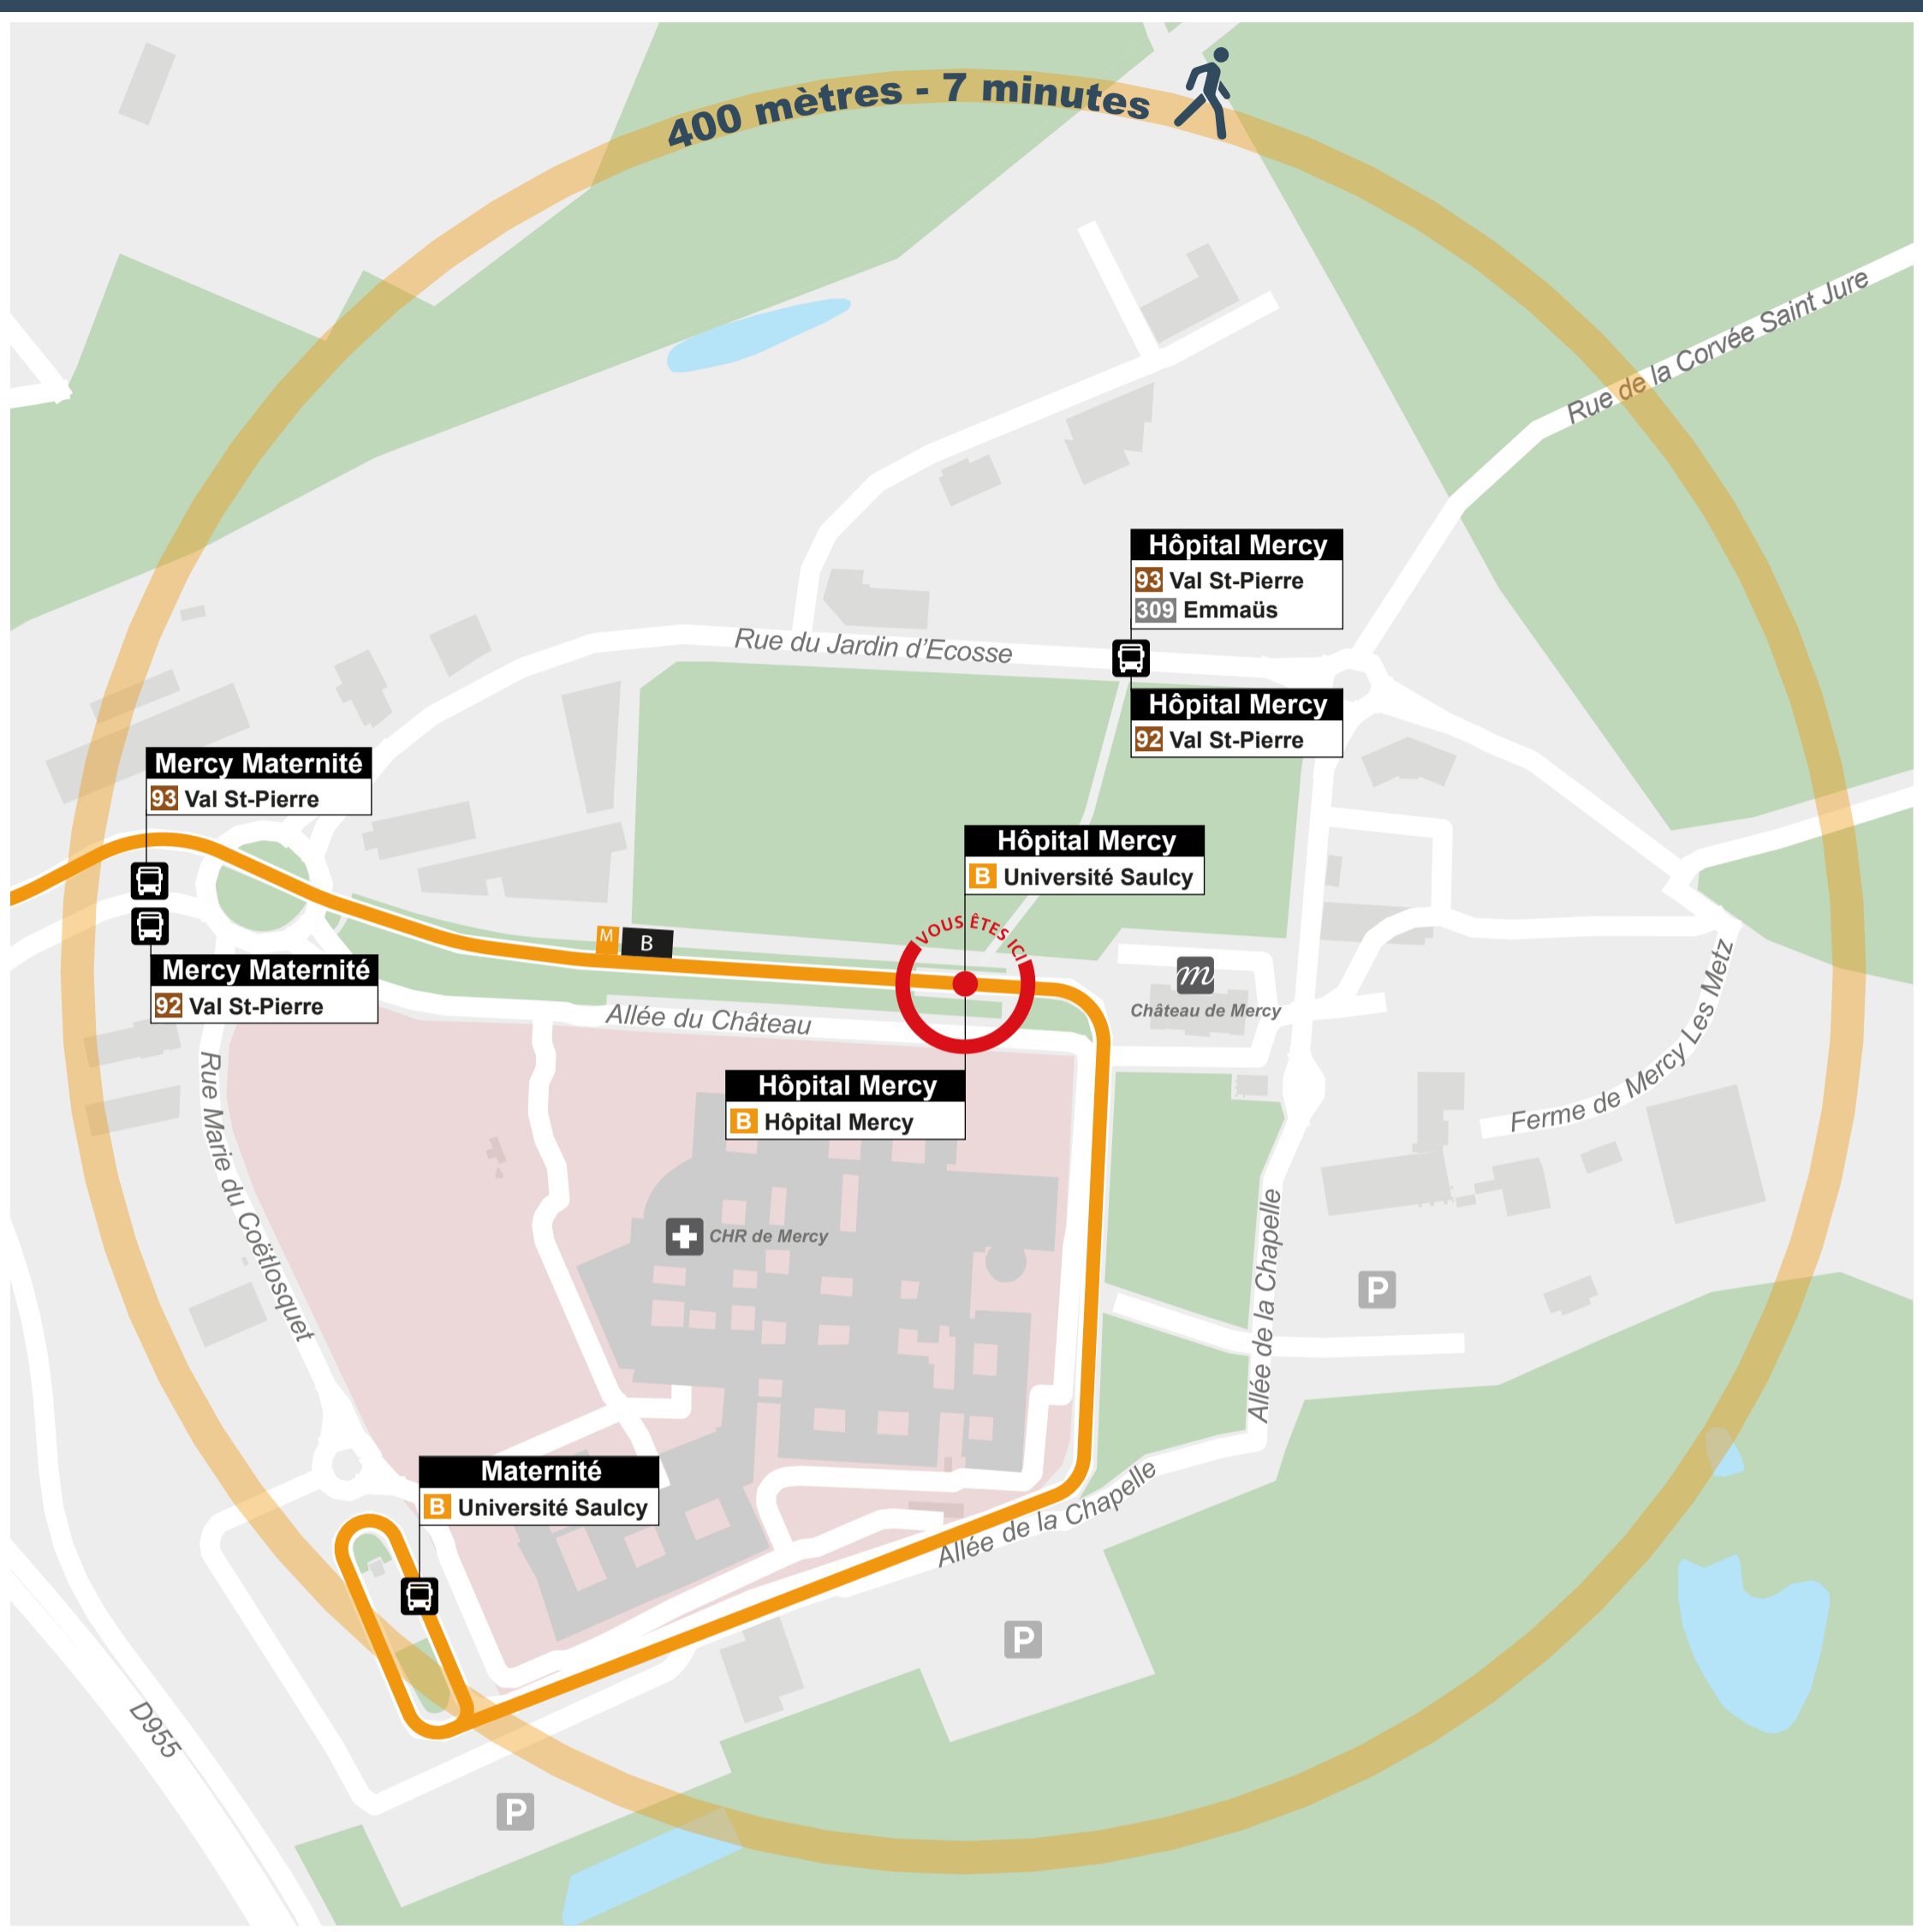 400 mètres - 7 minutes
Rue de la Corvée Saint Jure
Hôpital Mercy
93 Val St-Pierre
309 Emmaüs
Rue du Jardin d'Ecosse
Hôpital Mercy
92 Val St-Pierre
Mercy Maternité
93 Val St-Pierre
Hôpital Mercy
B Université Saulcy
VOUS ÊTES ICI
M B
Mercy Maternité
92 Val St-Pierre
m
Château de Mercy
Allée du Château
Ferme de Mercy Les Metz
Hôpital Mercy
B Hôpital Mercy
Rue Marie du Coëtlosquet
CHR de Mercy
Allée de la Chapelle
P
Maternité
B Université Saulcy
Allée de la Chapelle
P
D955
P